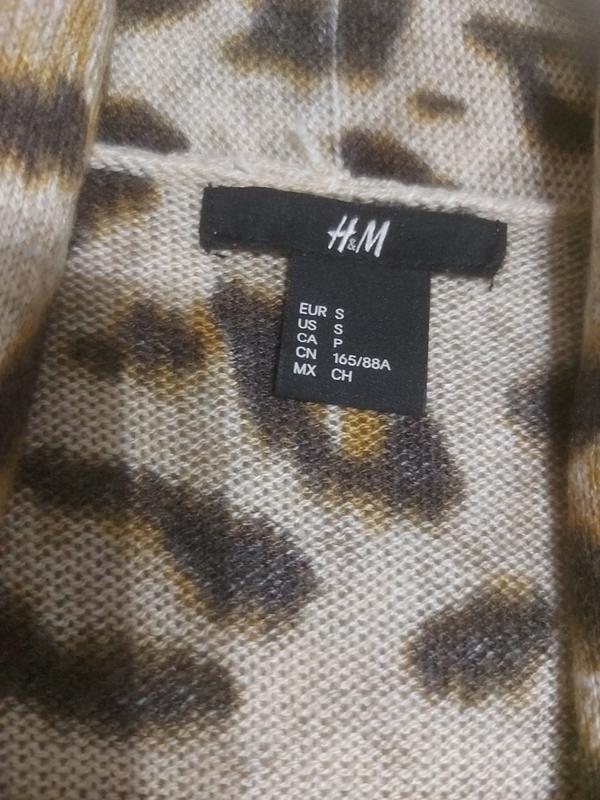 H&M
EUR S
US S
CA P
CN 165/88A
MX CH